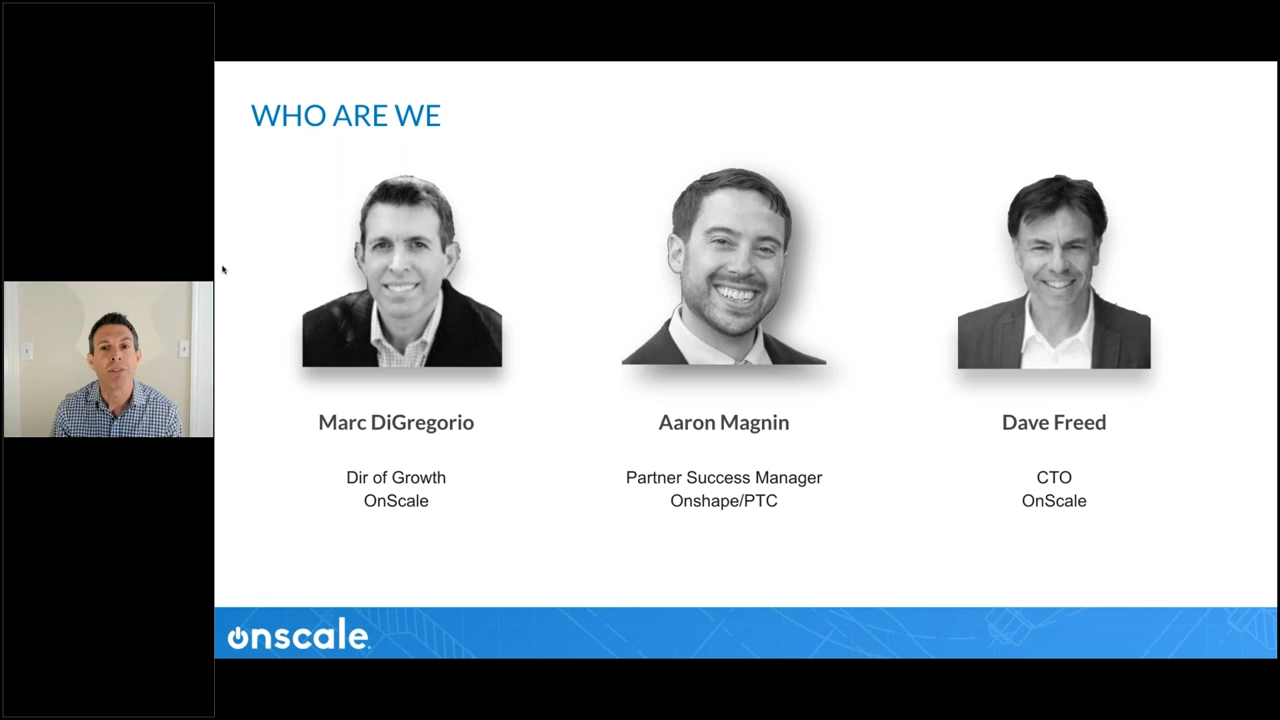 WHO ARE WE
Marc DiGregorio
Dir of Growth
OnScale
Aaron Magnin
Partner Success Manager
Onshape/PTC
Dave Freed
CTO
OnScale
onscale